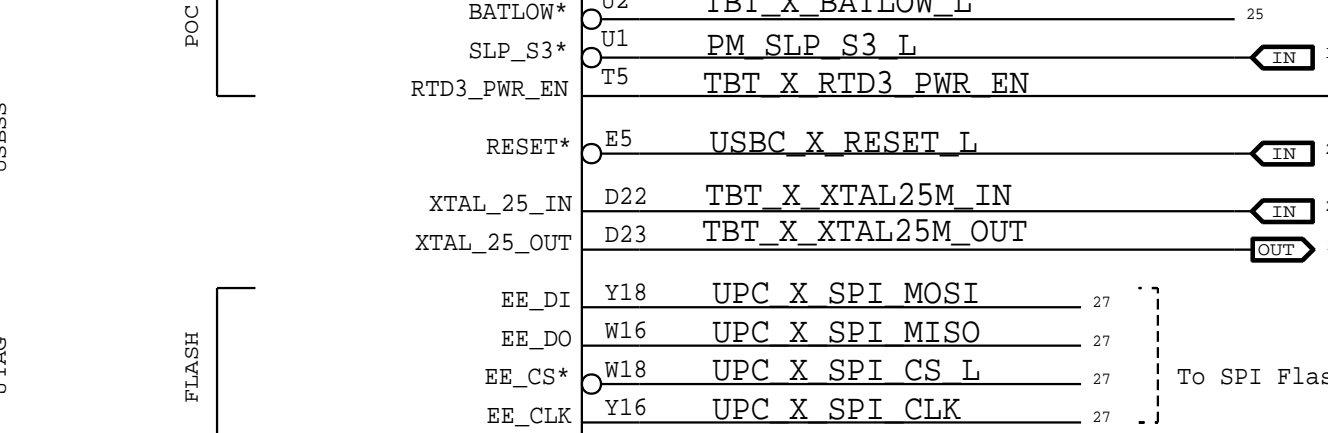 BATLOW* U2 TBT_X_BATLOW_L 25
POC
SLP_S3* U1 PM_SLP_S3_L IN
RTD3_PWR_EN T5 TBT_X_RTD3_PWR_EN
USBSS
RESET* E5 USBC_X_RESET_L IN
XTAL_25_IN D22 TBT_X_XTAL25M_IN IN
XTAL_25_OUT D23 TBT_X_XTAL25M_OUT OUT
EE_DI Y18 UPC_X_SPI_MOSI 27
EE_DO W16 UPC_X_SPI_MISO 27
FLASH
EE_CS* W18 UPC_X_SPI_CS_L 27 To SPI Flas
EE_CLK Y16 UPC_X_SPI_CLK 27